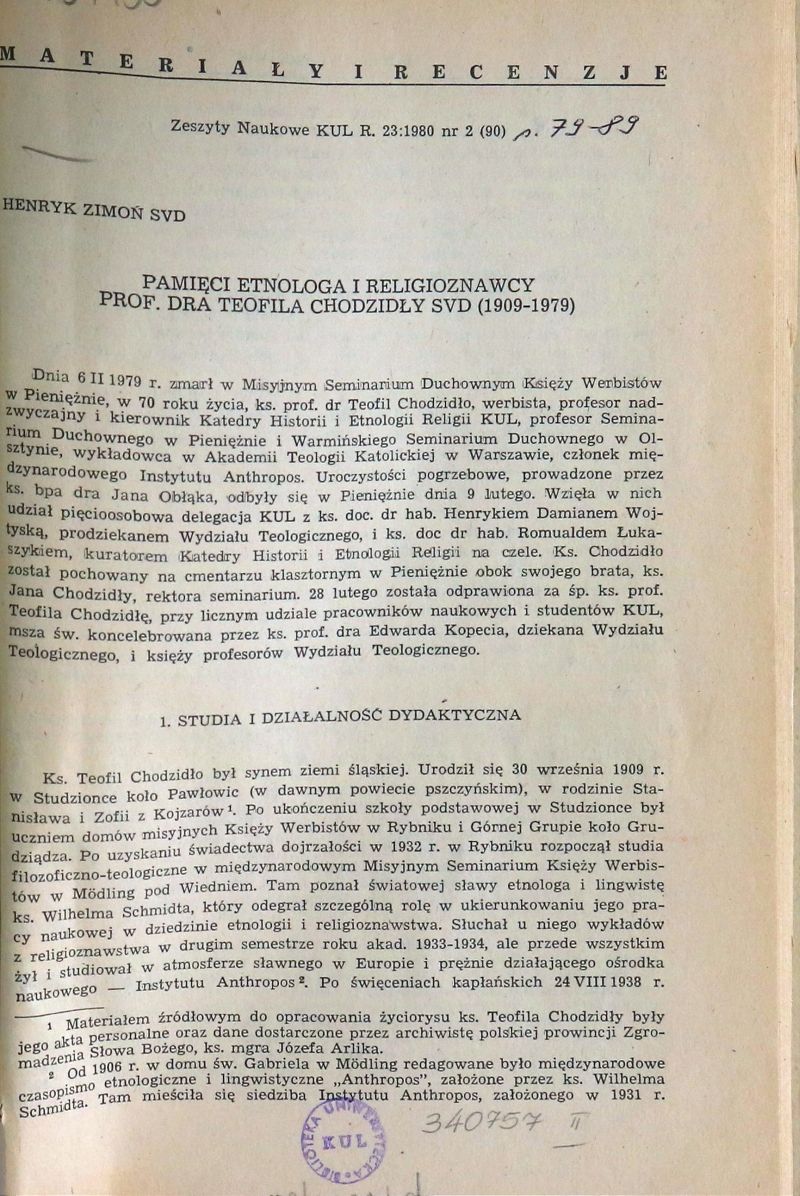 MATERIAŁY I RECENZJE
Zeszyty Naukowe KUL R. 23:1980 nr 2 (90) p. 79-89
HENRYK ZIMOŃ SVD
PAMIĘCI ETNOLOGA I RELIGIOZNAWCY
PROF. DRA TEOFILA CHODZIDŁY SVD (1909-1979)
Dnia 6 II 1979 r. zmarł w Misyjnym Seminarium Duchownym Księży Werbistów
w Pieniężnie, w 70 roku życia, ks. prof. dr Teofil Chodzidło, werbista, profesor nad-
zwyczajny i kierownik Katedry Historii i Etnologii Religii KUL, profesor Semina-
rium Duchownego w Pieniężnie i Warmińskiego Seminarium Duchownego w Ol-
sztynie, wykładowca w Akademii Teologii Katolickiej w Warszawie, członek mię-
dzynarodowego Instytutu Anthropos. Uroczystości pogrzebowe, prowadzone przez
ks. bpa dra Jana Obłąka, odbyły się w Pieniężnie dnia 9 lutego. Wzięła w nich
udział pięcioosobowa delegacja KUL z ks. doc. dr hab. Henrykiem Damianem Woj-
tyską, prodziekanem Wydziału Teologicznego, i ks. doc dr hab. Romualdem Łuka-
szykiem, kuratorem Katedry Historii i Etnologii Religii na czele. Ks. Chodzidło
został pochowany na cmentarzu klasztornym w Pieniężnie obok swojego brata, ks.
Jana Chodzidły, rektora seminarium. 28 lutego została odprawiona za śp. ks. prof.
Teofila Chodzidłę, przy licznym udziale pracowników naukowych i studentów KUL,
msza św. koncelebrowana przez ks. prof. dra Edwarda Kopecia, dziekana Wydziału
Teologicznego, i księży profesorów Wydziału Teologicznego.
1. STUDIA I DZIAŁALNOŚĆ DYDAKTYCZNA
Ks. Teofil Chodzidło był synem ziemi śląskiej. Urodził się 30 września 1909 r.
w Studzionce koło Pawłowic (w dawnym powiecie pszczyńskim), w rodzinie Sta-
nisława i Zofii z Kojzarów¹. Po ukończeniu szkoły podstawowej w Studzionce był
uczniem domów misyjnych Księży Werbistów w Rybniku i Górnej Grupie koło Gru-
dziądza. Po uzyskaniu świadectwa dojrzałości w 1932 r. w Rybniku rozpoczął studia
filozoficzno-teologiczne w międzynarodowym Misyjnym Seminarium Księży Werbis-
tów w Mödling pod Wiedniem. Tam poznał światowej sławy etnologa i lingwistę
ks. Wilhelma Schmidta, który odegrał szczególną rolę w ukierunkowaniu jego pra-
cy naukowej w dziedzinie etnologii i religioznawstwa. Słuchał u niego wykładów
z religioznawstwa w drugim semestrze roku akad. 1933-1934, ale przede wszystkim
żył i studiował w atmosferze sławnego w Europie i prężnie działającego ośrodka
naukowego — Instytutu Anthropos². Po święceniach kapłańskich 24 VIII 1938 r.
¹ Materiałem źródłowym do opracowania życiorysu ks. Teofila Chodzidły były
jego akta personalne oraz dane dostarczone przez archiwistę polskiej prowincji Zgro-
madzenia Słowa Bożego, ks. mgra Józefa Arlika.
² Od 1906 r. w domu św. Gabriela w Mödling redagowane było międzynarodowe
czasopismo etnologiczne i lingwistyczne „Anthropos”, założone przez ks. Wilhelma
Schmidta. Tam mieściła się siedziba Instytutu Anthropos, założonego w 1931 r.
KUL
340757 II